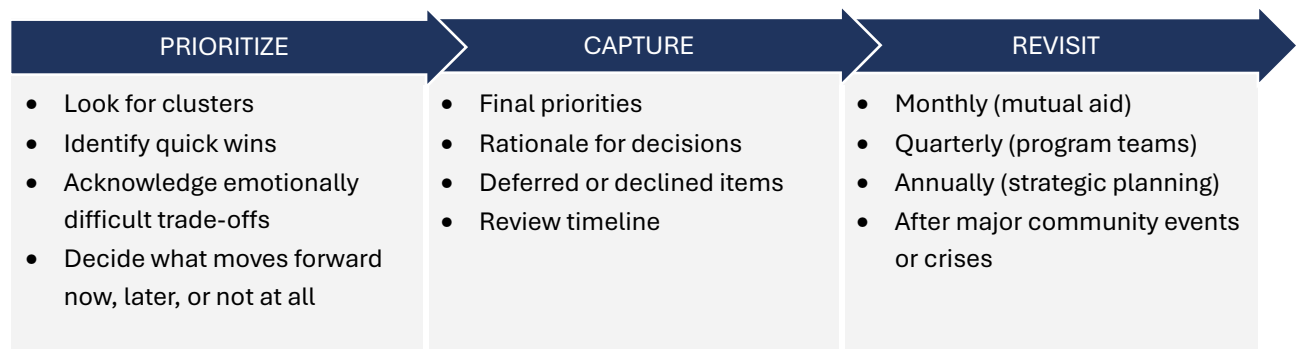 PRIORITIZE
• Look for clusters
• Identify quick wins
• Acknowledge emotionally
difficult trade-offs
• Decide what moves forward
now, later, or not at all
CAPTURE
• Final priorities
• Rationale for decisions
• Deferred or declined items
• Review timeline
REVISIT
• Monthly (mutual aid)
• Quarterly (program teams)
• Annually (strategic planning)
• After major community events
or crises